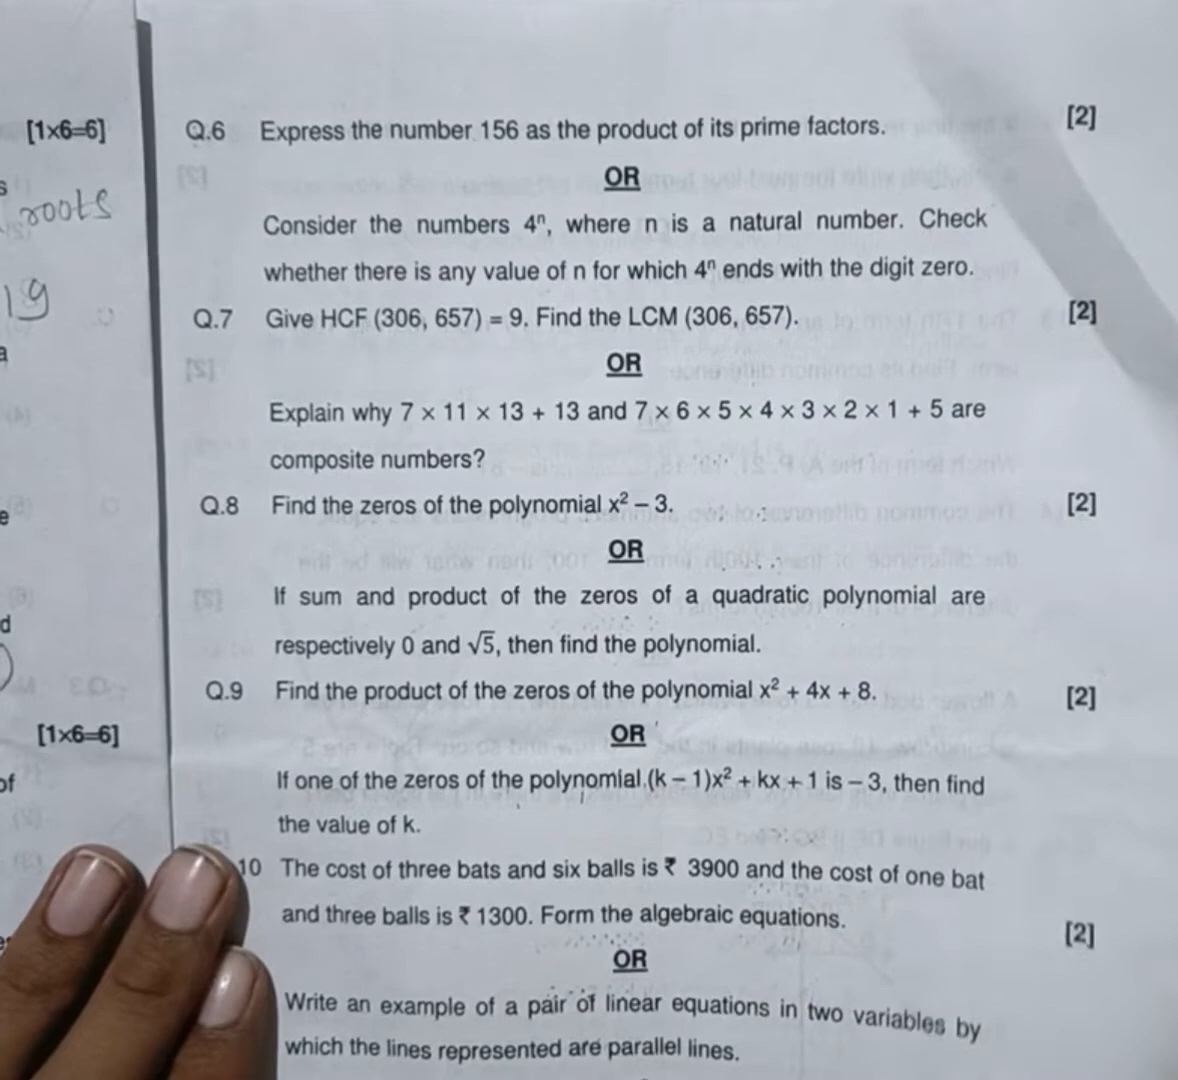 [1×6=6]
roots
19
[1×6=6]
of
Q.6 Express the number 156 as the product of its prime factors. [2]
OR
Consider the numbers 4ⁿ, where n is a natural number. Check
whether there is any value of n for which 4ⁿ ends with the digit zero.
Q.7 Give HCF (306, 657) = 9. Find the LCM (306, 657). [2]
OR
Explain why 7 × 11 × 13 + 13 and 7 × 6 × 5 × 4 × 3 × 2 × 1 + 5 are
composite numbers?
Q.8 Find the zeros of the polynomial x² – 3. [2]
OR
If sum and product of the zeros of a quadratic polynomial are
respectively 0 and √5, then find the polynomial.
Q.9 Find the product of the zeros of the polynomial x² + 4x + 8. [2]
OR
If one of the zeros of the polynomial (k – 1)x² + kx + 1 is – 3, then find
the value of k.
10 The cost of three bats and six balls is ₹ 3900 and the cost of one bat
and three balls is ₹ 1300. Form the algebraic equations. [2]
OR
Write an example of a pair of linear equations in two variables by
which the lines represented are parallel lines.